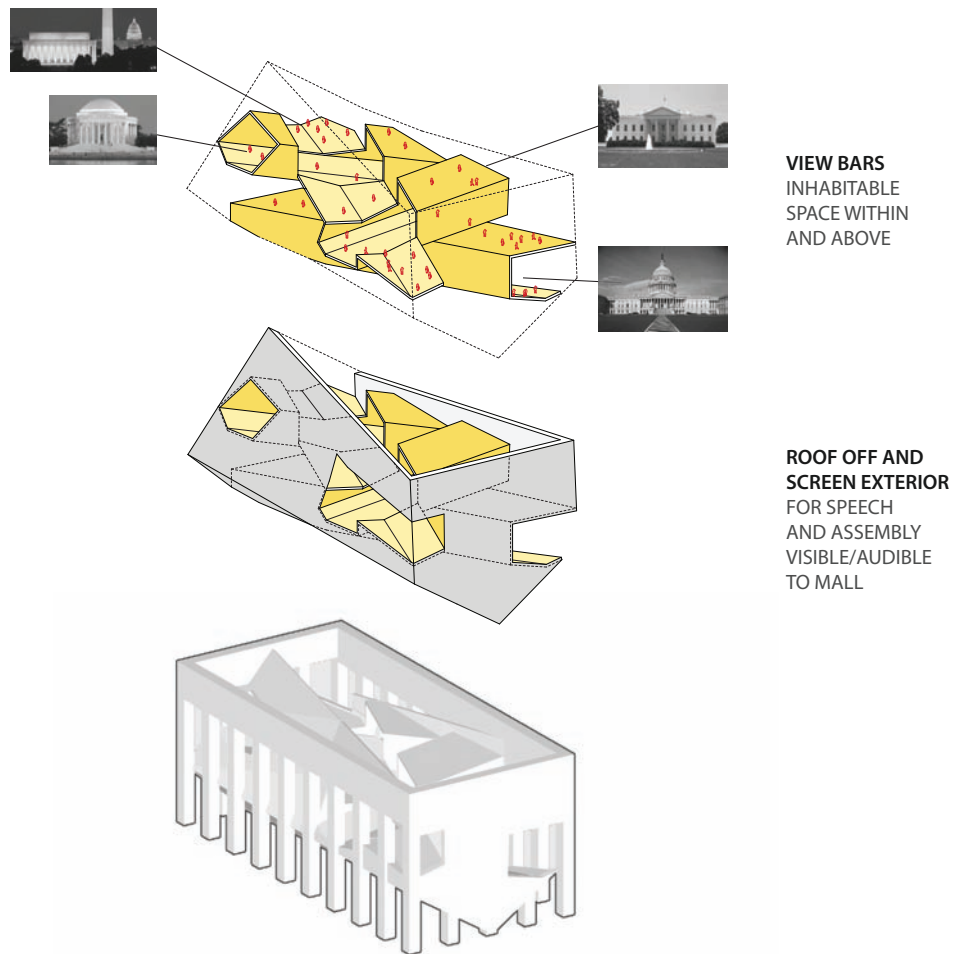 VIEW BARS
INHABITABLE
SPACE WITHIN
AND ABOVE
ROOF OFF AND
SCREEN EXTERIOR
FOR SPEECH
AND ASSEMBLY
VISIBLE/AUDIBLE
TO MALL